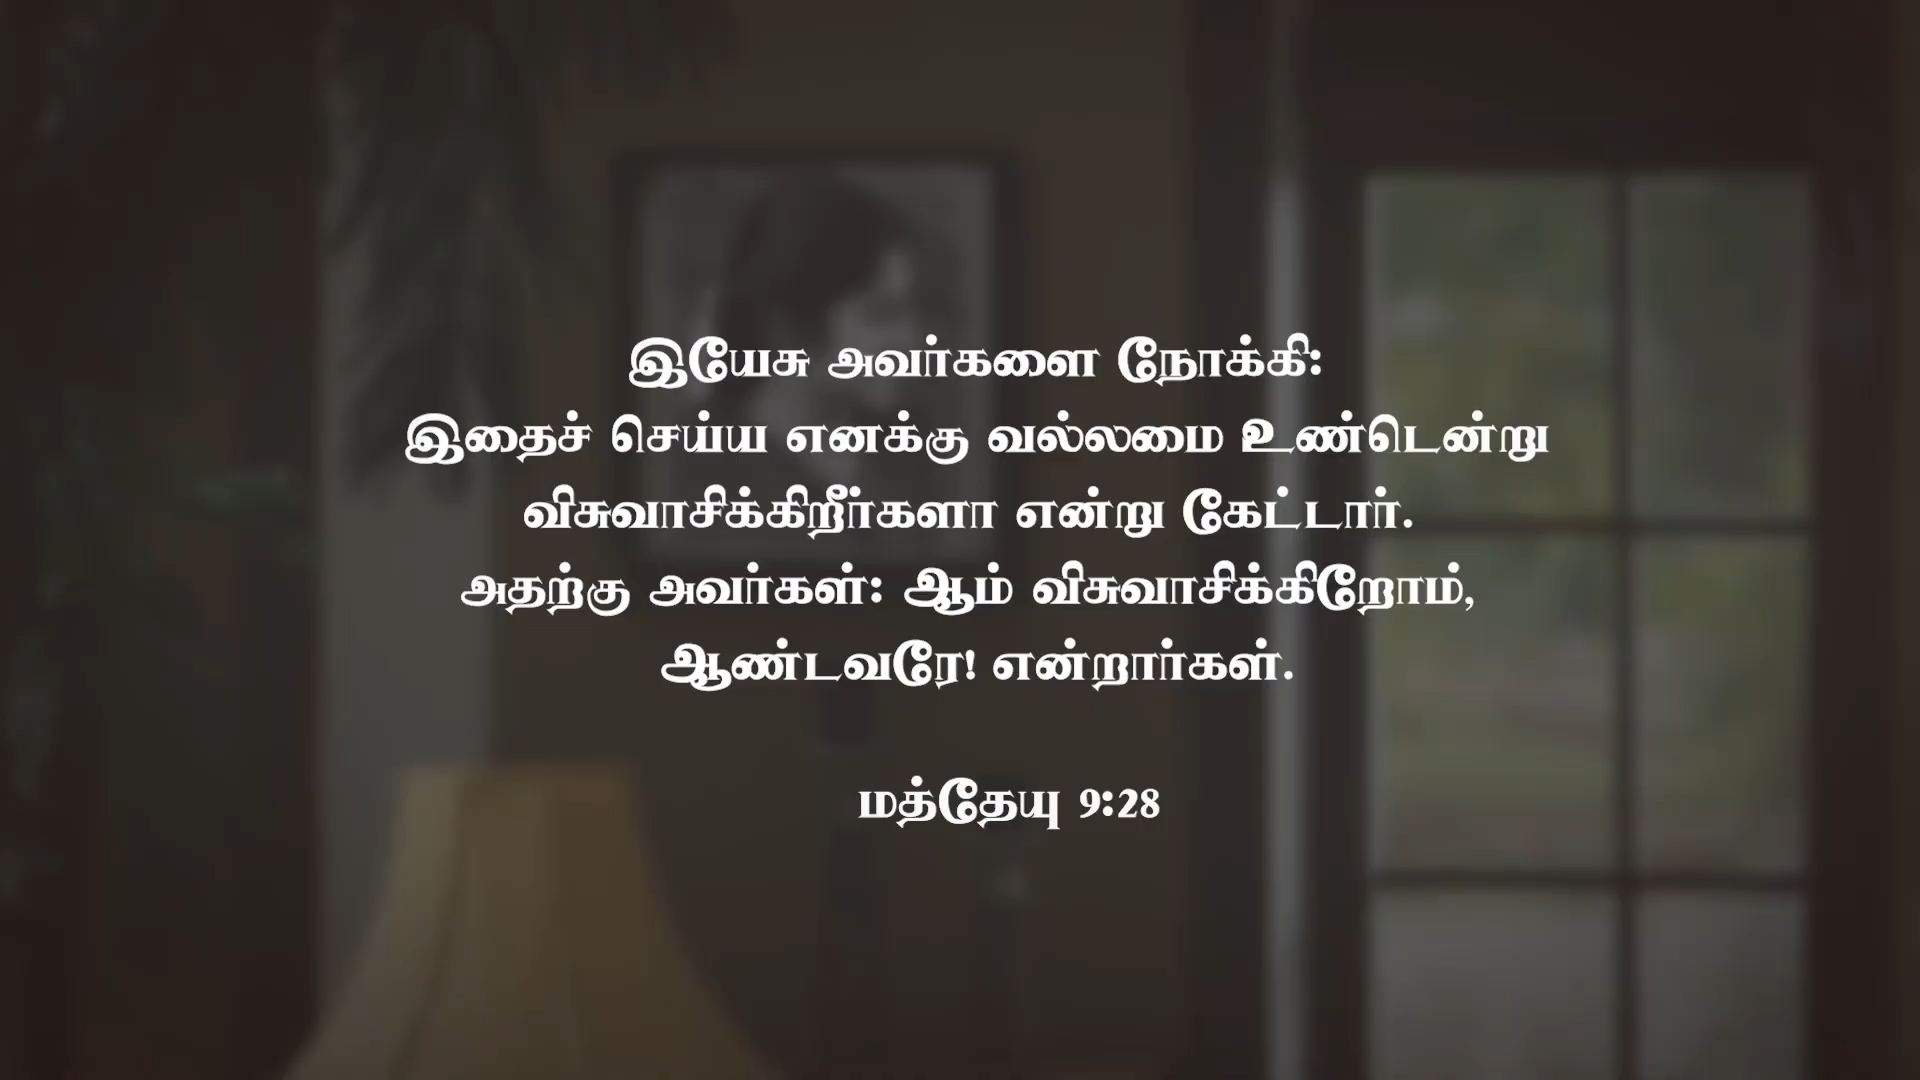 இயேசு அவர்களை நோக்கி:
இதைச் செய்ய எனக்கு வல்லமை உண்டென்று
விசுவாசிக்கிறீர்களா என்று கேட்டார்.
அதற்கு அவர்கள்: ஆம் விசுவாசிக்கிறோம்,
ஆண்டவரே! என்றார்கள்.
மத்தேயு 9:28